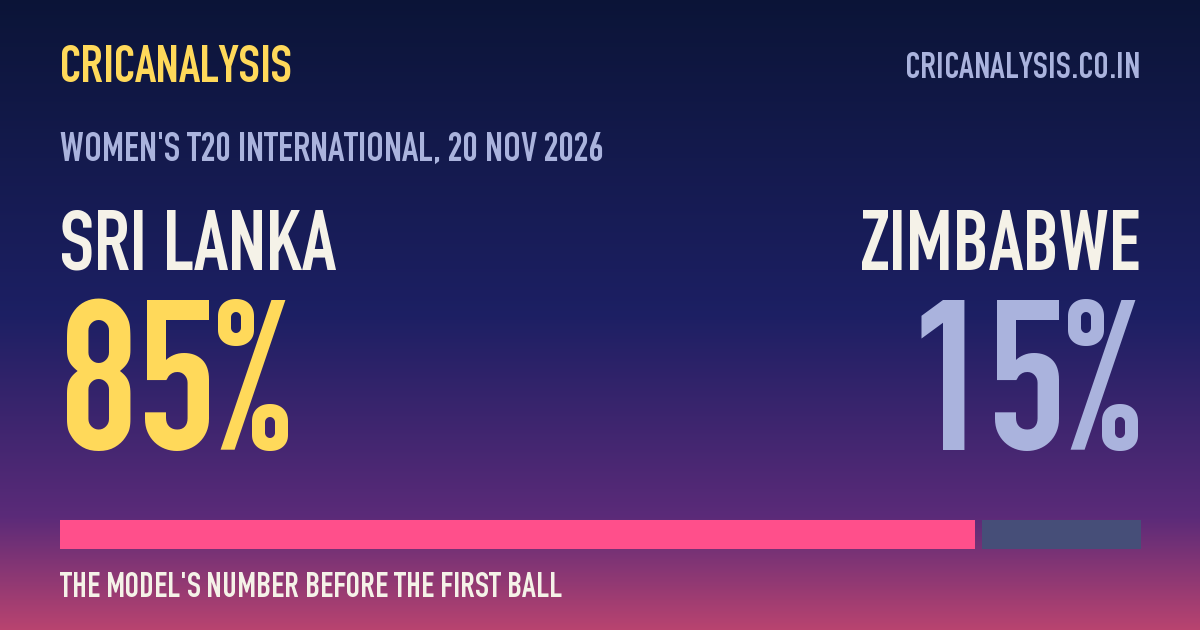 CRICANALYSIS
CRICANALYSIS.CO.IN
WOMEN'S T20 INTERNATIONAL, 20 NOV 2026
SRI LANKA
ZIMBABWE
85%
15%
THE MODEL'S NUMBER BEFORE THE FIRST BALL